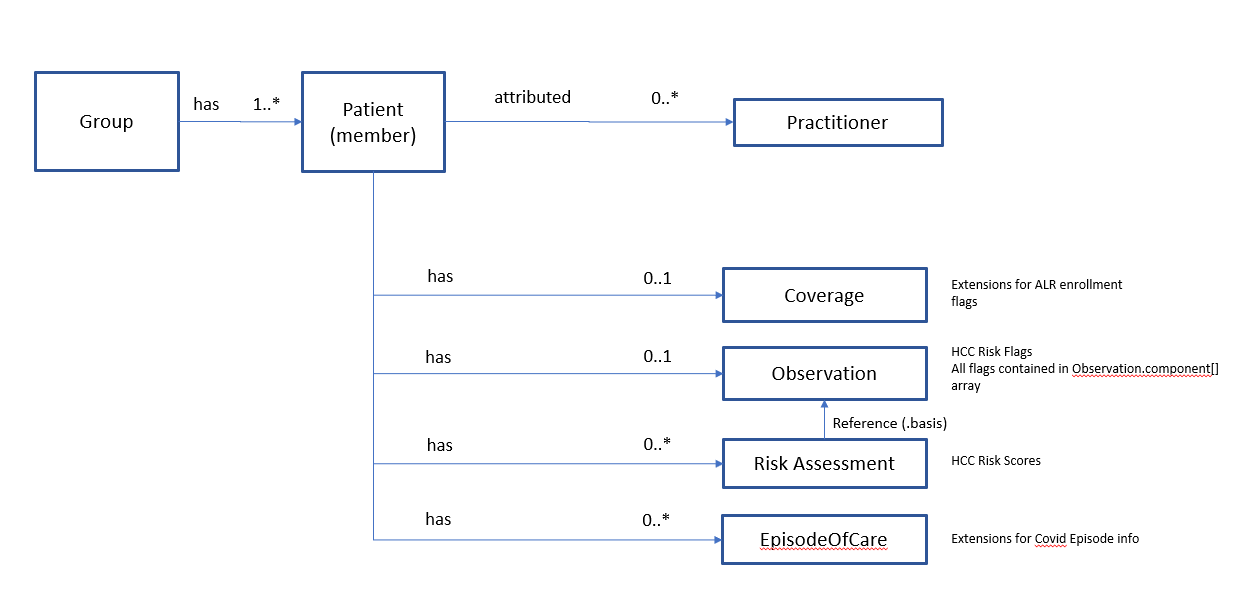 Group
has 1..*
Patient
(member)
attributed 0..*
Practitioner
has 0..1
Coverage
Extensions for ALR enrollment
flags
has 0..1
Observation
HCC Risk Flags
All flags contained in Observation.component[]
array
Reference (.basis)
has 0..*
Risk Assessment
HCC Risk Scores
has 0..*
EpisodeOfCare
Extensions for Covid Episode info